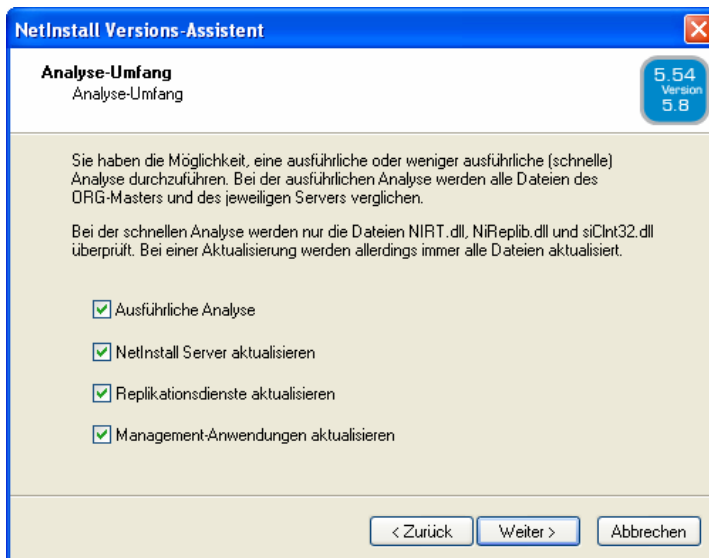 NetInstall Versions-Assistent
Analyse-Umfang
Analyse-Umfang
5.54
Version
5.8
Sie haben die Möglichkeit, eine ausführliche oder weniger ausführliche (schnelle)
Analyse durchzuführen. Bei der ausführlichen Analyse werden alle Dateien des
ORG-Masters und des jeweiligen Servers verglichen.
Bei der schnellen Analyse werden nur die Dateien NIRT.dll, NiReplib.dll und siClnt32.dll
überprüft. Bei einer Aktualisierung werden allerdings immer alle Dateien aktualisiert.
Ausführliche Analyse
NetInstall Server aktualisieren
Replikationsdienste aktualisieren
Management-Anwendungen aktualisieren
< Zurück
Weiter >
Abbrechen